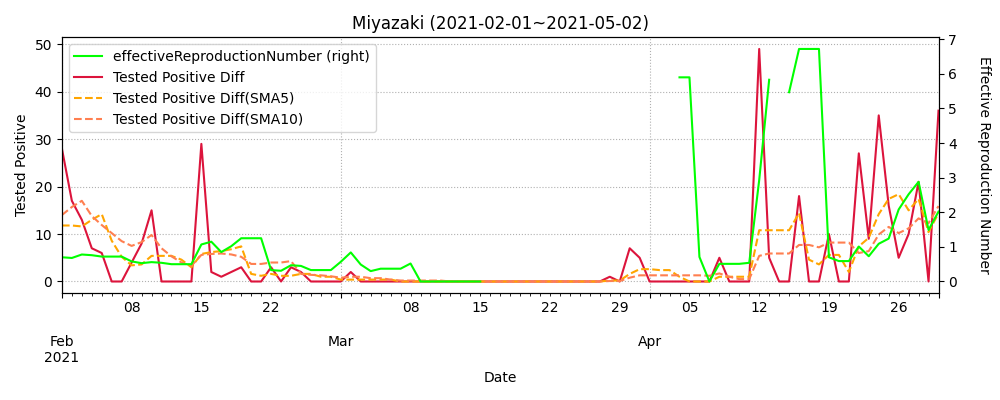 Miyazaki (2021-02-01~2021-05-02)
effectiveReproductionNumber (right)
Tested Positive Diff
Tested Positive Diff(SMA5)
Tested Positive Diff(SMA10)
Tested Positive
50
40
30
20
10
0
7
6
5
4
3
2
1
0
Effective Reproduction Number
08 15 22 08 15 22 29 05 12 19 26
Feb Mar Apr
2021
Date